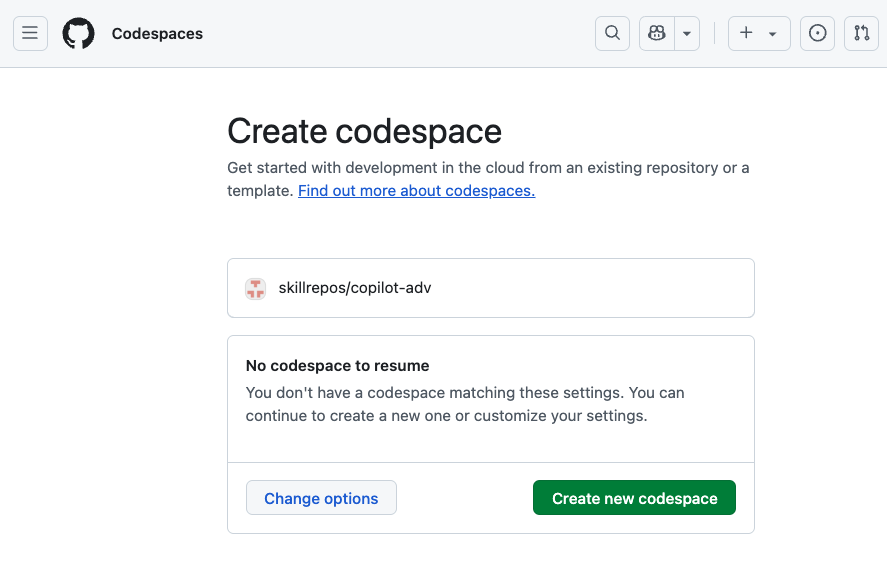 Codespaces
Create codespace
Get started with development in the cloud from an existing repository or a
template. Find out more about codespaces.
skillrepos/copilot-adv
No codespace to resume
You don't have a codespace matching these settings. You can
continue to create a new one or customize your settings.
Change options
Create new codespace